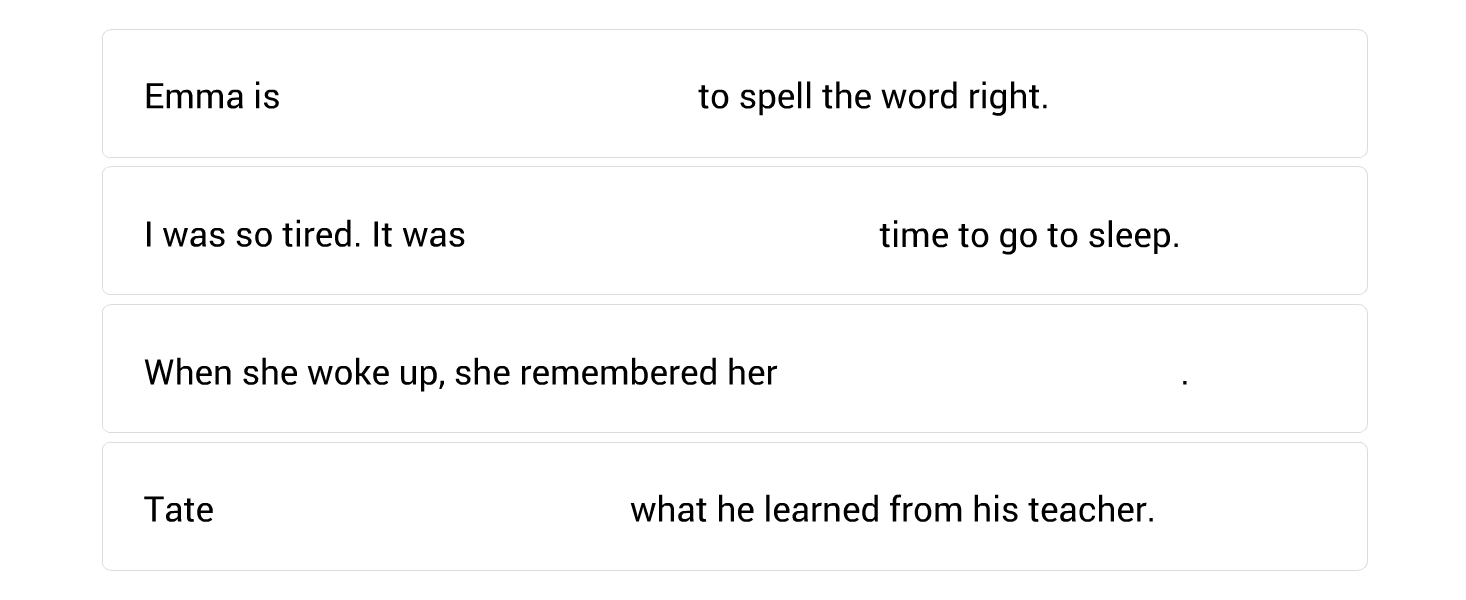 Emma is to spell the word right.
I was so tired. It was time to go to sleep.
When she woke up, she remembered her .
Tate what he learned from his teacher.